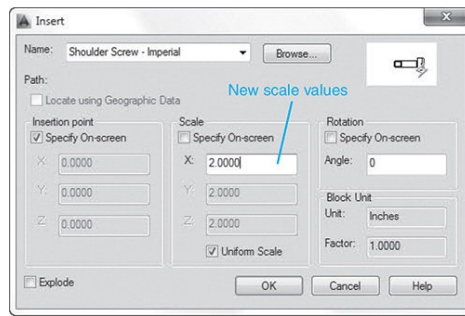 Insert
Name: Shoulder Screw - Imperial Browse...
Path:
Locate using Geographic Data
New scale values
Insertion point Scale Rotation
Specify On-screen Specify On-screen Specify On-screen
X: 0.0000 X: 2.0000 Angle: 0
Y: 0.0000 Y: 2.0000 Block Unit
Z: 0.0000 Z: 2.0000 Unit: Inches
Uniform Scale Factor: 1.0000
Explode OK Cancel Help